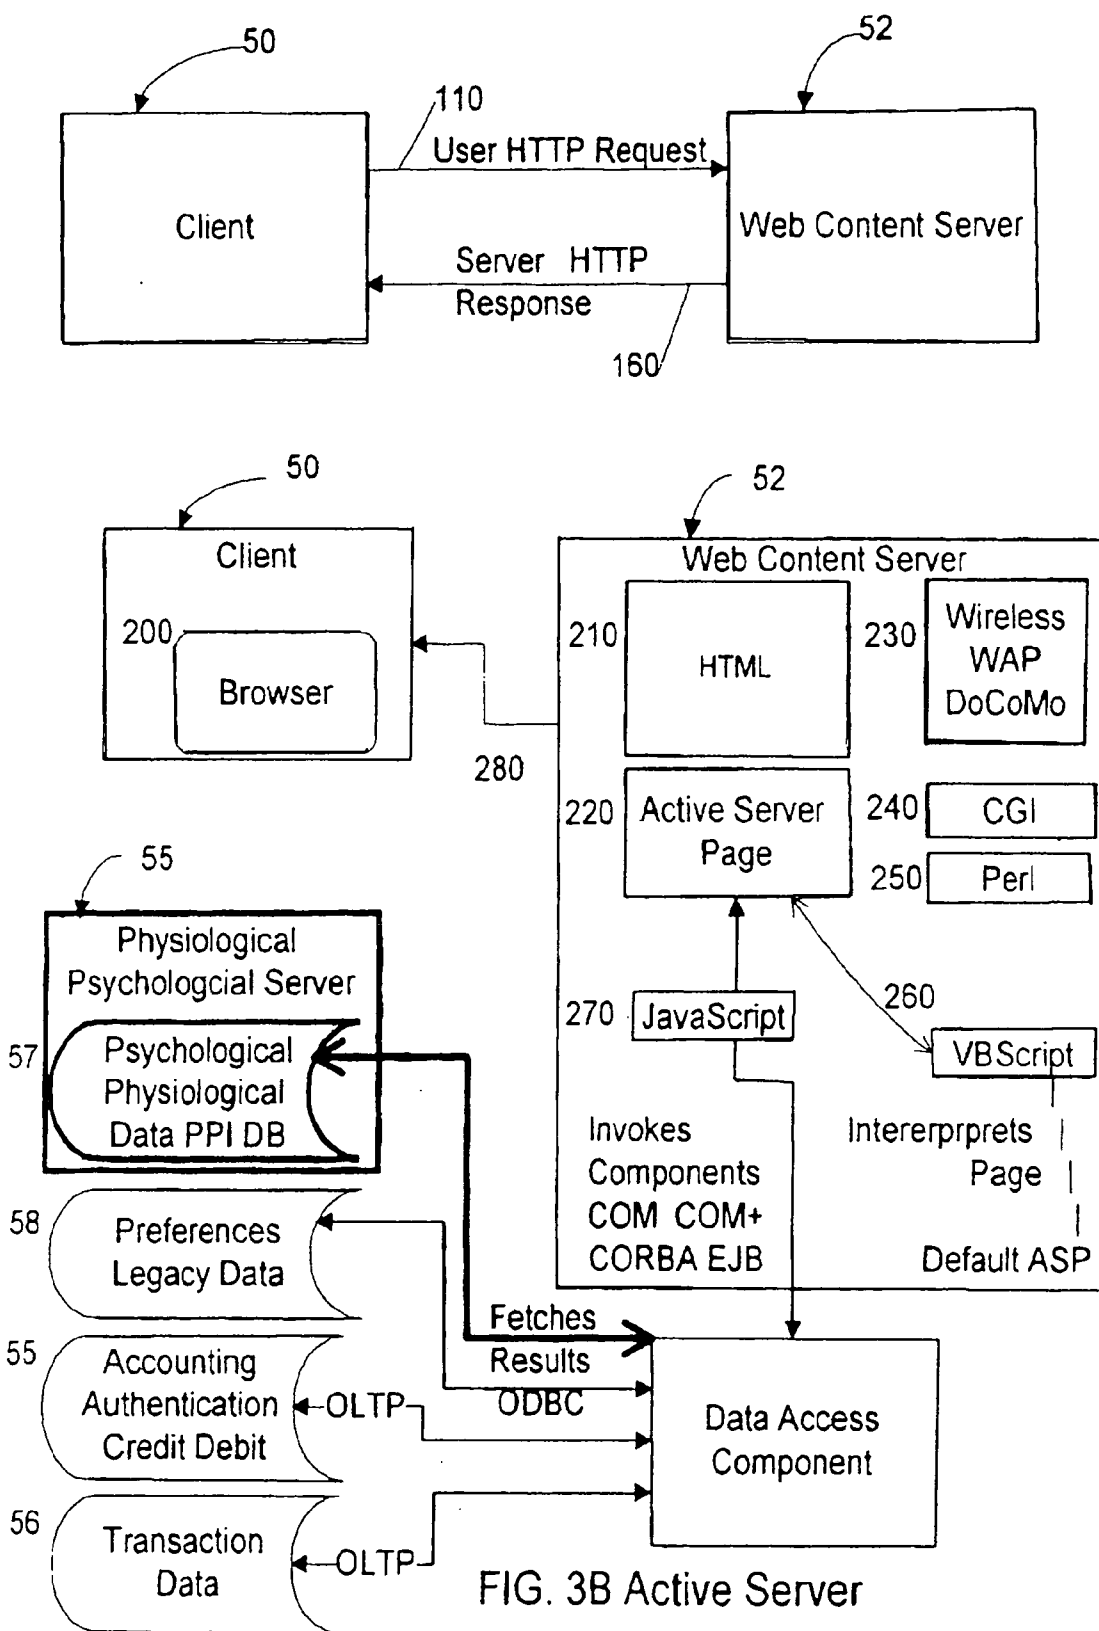 50
52
110
User HTTP Request
Client
Web Content Server
Server HTTP
Response
160
50
52
Client
Web Content Server
200
Browser
210
HTML
230
Wireless
WAP
DoCoMo
280
220
Active Server
Page
240
CGI
250
Perl
55
Physiological
Psychologcial Server
57
Psychological
Physiological
Data PPI DB
270
JavaScript
260
VBScript
Invokes
Components
COM COM+
CORBA EJB
Intererprprets
Page
Default ASP
58
Preferences
Legacy Data
Fetches
Results
ODBC
55
Accounting
Authentication
Credit Debit
OLTP
Data Access
Component
56
Transaction
Data
OLTP
FIG. 3B Active Server